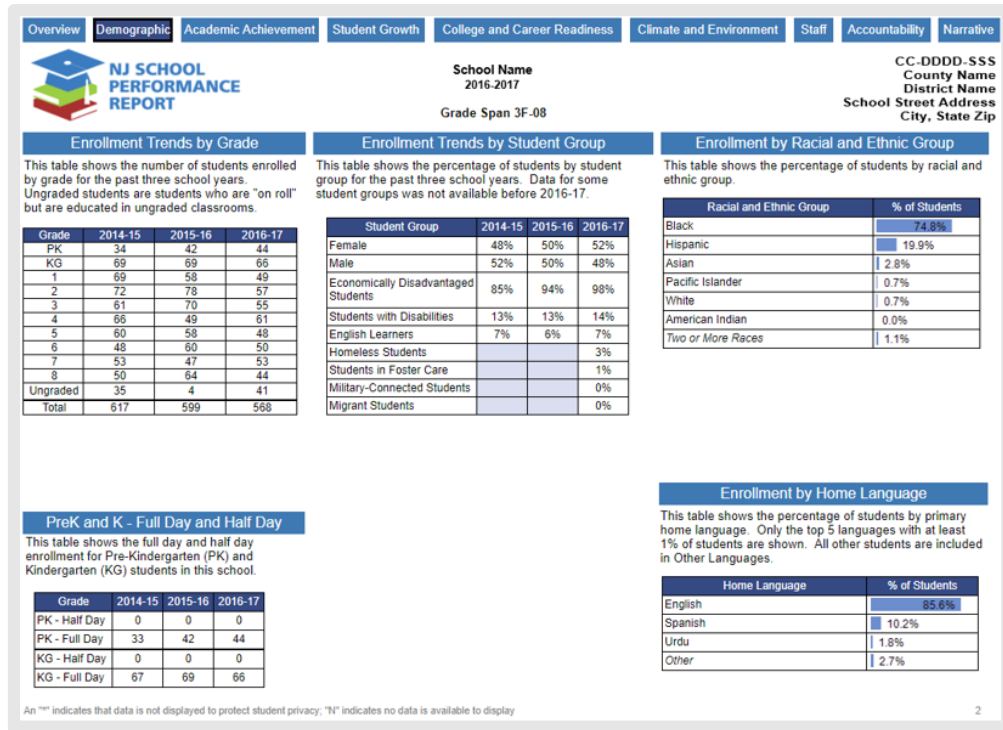 Overview Demographic Academic Achievement Student Growth College and Career Readiness Climate and Environment Staff Accountability Narrative
NJ SCHOOL
PERFORMANCE
REPORT
School Name
2016-2017
Grade Span 3F-08
CC-DDDD-SSS
County Name
District Name
School Street Address
City, State Zip
Enrollment Trends by Grade
This table shows the number of students enrolled
by grade for the past three school years.
Ungraded students are students who are "on roll"
but are educated in ungraded classrooms.
Grade 2014-15 2015-16 2016-17
PK 34 42 44
KG 69 69 66
1 69 58 49
2 72 78 57
3 61 70 55
4 66 49 61
5 60 58 48
6 48 60 50
7 53 47 53
8 50 64 44
Ungraded 35 4 41
Total 617 599 568
Enrollment Trends by Student Group
This table shows the percentage of students by student
group for the past three school years. Data for some
student groups was not available before 2016-17.
Student Group 2014-15 2015-16 2016-17
Female 48% 50% 52%
Male 52% 50% 48%
Economically Disadvantaged
Students 85% 94% 98%
Students with Disabilities 13% 13% 14%
English Learners 7% 6% 7%
Homeless Students 3%
Students in Foster Care 1%
Military-Connected Students 0%
Migrant Students 0%
Enrollment by Racial and Ethnic Group
This table shows the percentage of students by racial and
ethnic group.
Racial and Ethnic Group % of Students
Black 74.8%
Hispanic 19.9%
Asian 2.8%
Pacific Islander 0.7%
White 0.7%
American Indian 0.0%
Two or More Races 1.1%
PreK and K - Full Day and Half Day
This table shows the full day and half day
enrollment for Pre-Kindergarten (PK) and
Kindergarten (KG) students in this school.
Grade 2014-15 2015-16 2016-17
PK - Half Day 0 0 0
PK - Full Day 33 42 44
KG - Half Day 0 0 0
KG - Full Day 67 69 66
Enrollment by Home Language
This table shows the percentage of students by primary
home language. Only the top 5 languages with at least
1% of students are shown. All other students are included
in Other Languages.
Home Language % of Students
English 85.6%
Spanish 10.2%
Urdu 1.8%
Other 2.7%
An "*" indicates that data is not displayed to protect student privacy; "N" indicates no data is available to display
2